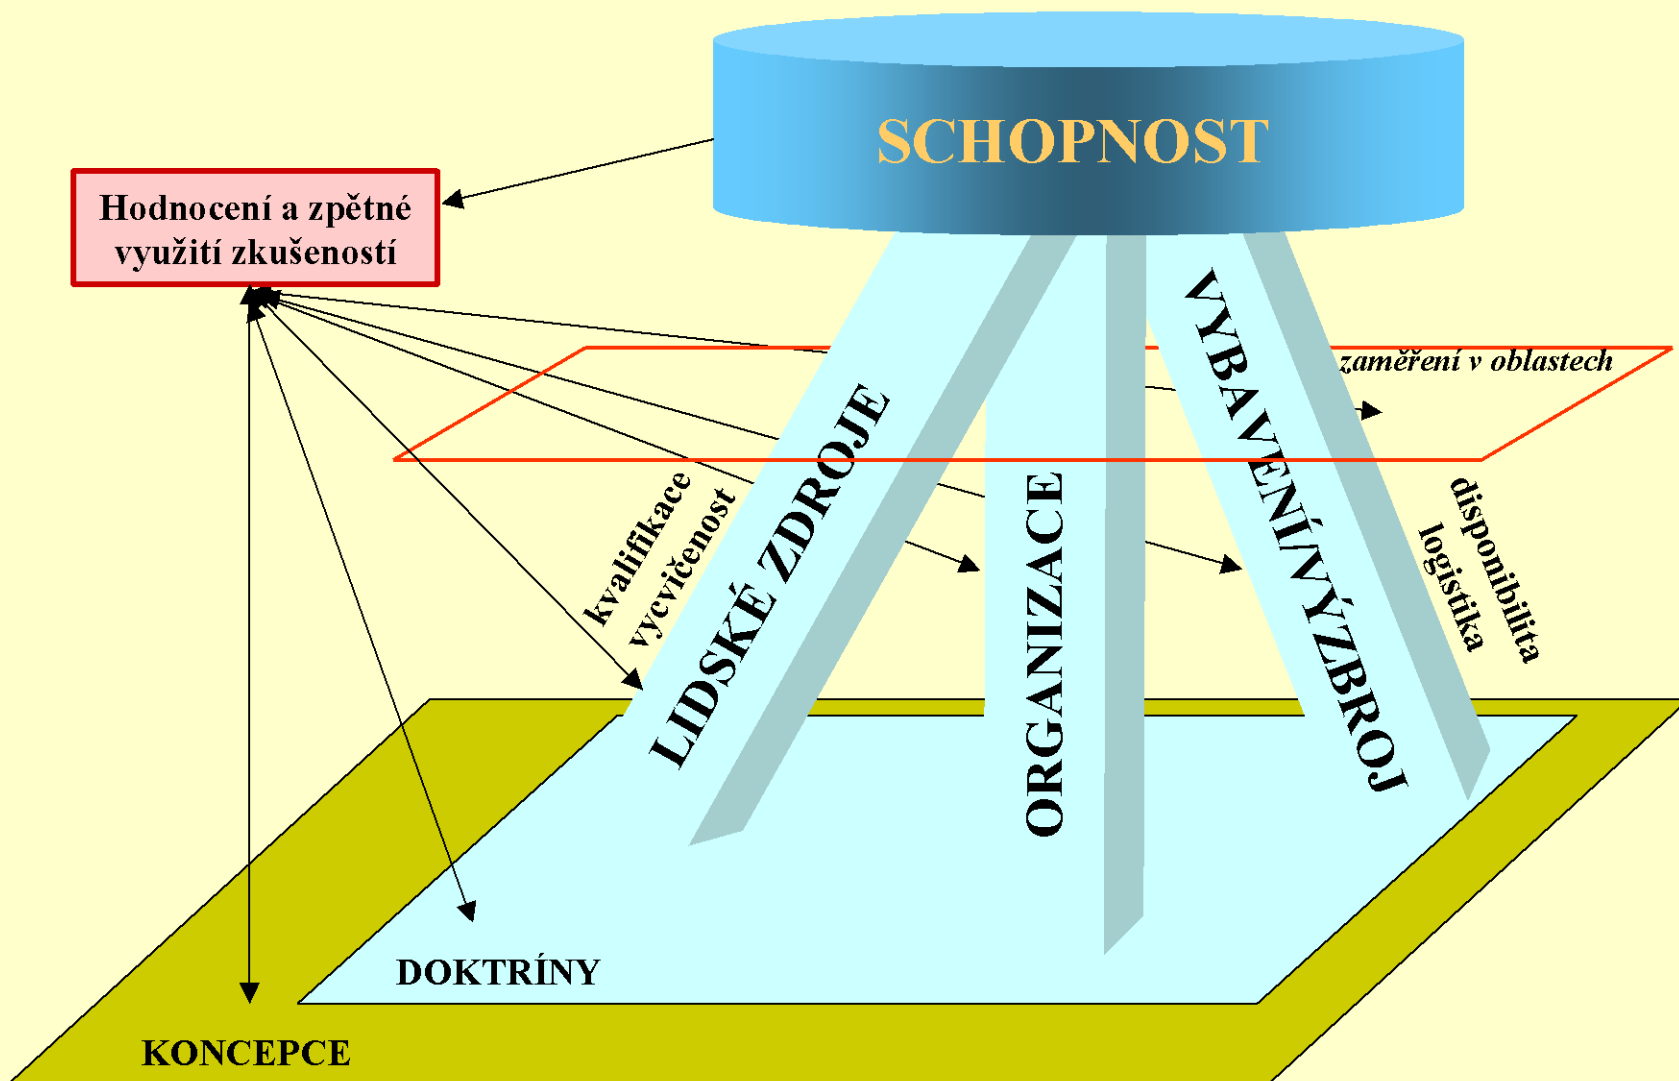 SCHOPNOST
Hodnocení a zpětné
využití zkušeností
zaměření v oblastech
kvalifikace
vycvičenost
LIDSKÉ ZDROJE
ORGANIZACE
VYBAVENÍ/VÝZBROJ
disponibilita
logistika
DOKTRÍNY
KONCEPCE